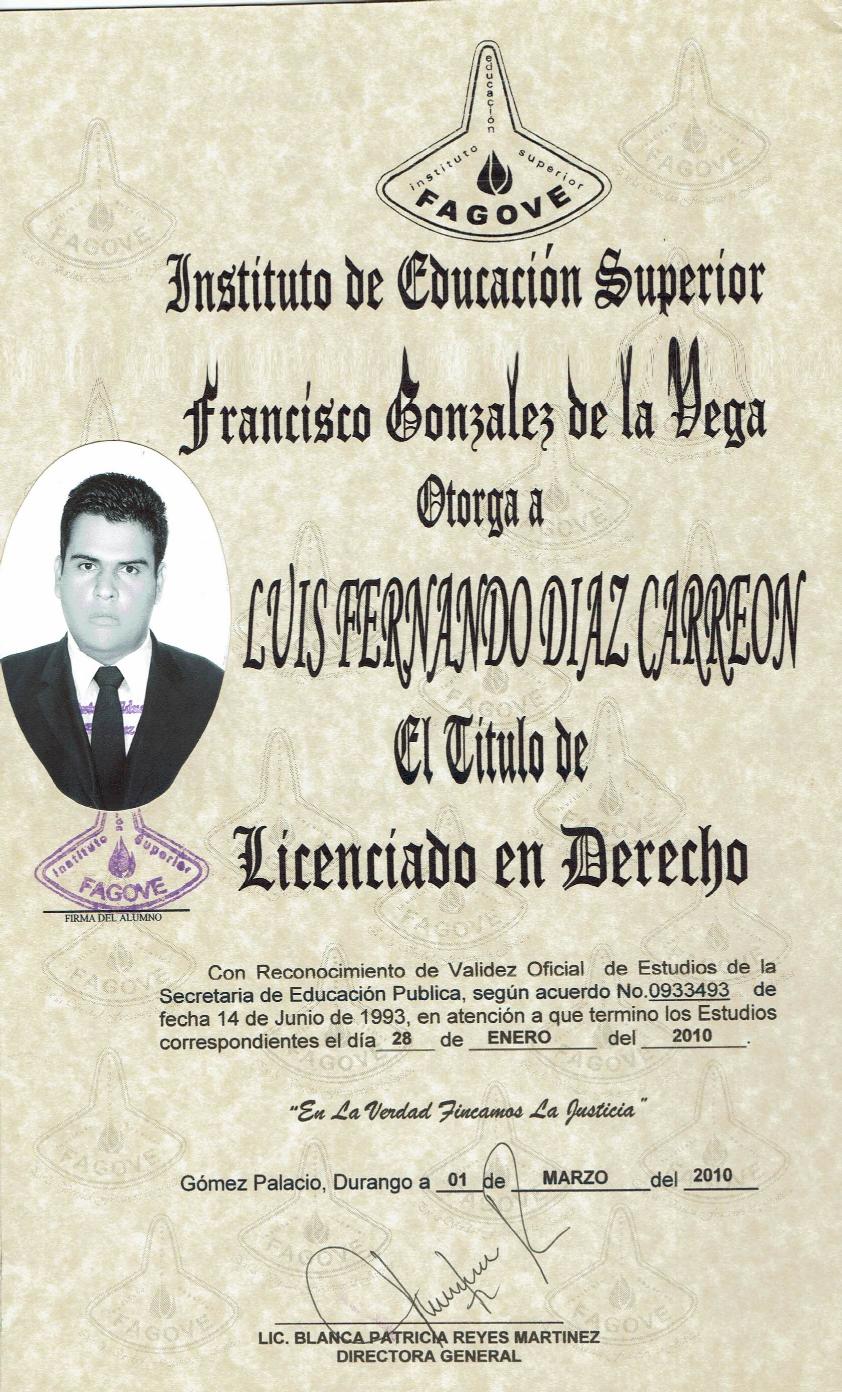 educación
instituto superior
FAGOVE
Instituto de Educación Superior
Francisco Gonzalez de la Vega
Otorga a
LUIS FERNANDO DIAZ CARREON
El Titulo de
Licenciado en Derecho
Instituto Superior
FAGOVE
FIRMA DEL ALUMNO
Con Reconocimiento de Validez Oficial de Estudios de la
Secretaria de Educación Publica, según acuerdo No.0933493 de
fecha 14 de Junio de 1993, en atención a que termino los Estudios
correspondientes el día 28 de ENERO del 2010.
"En La Verdad Fincamos La Justicia"
Gómez Palacio, Durango a 01 de MARZO del 2010
LIC. BLANCA PATRICIA REYES MARTINEZ
DIRECTORA GENERAL